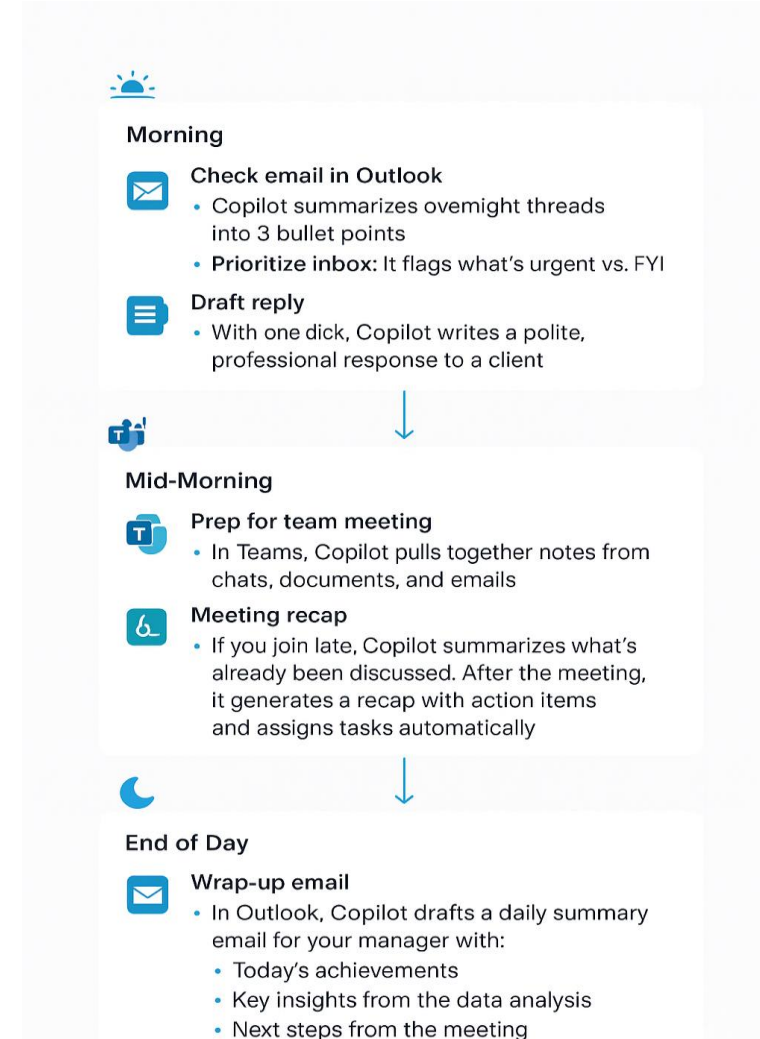 Morning
Check email in Outlook
• Copilot summarizes ovemight threads
into 3 bullet points
• Prioritize inbox: It flags what's urgent vs. FYI
Draft reply
• With one dick, Copilot writes a polite,
professional response to a client
T
Mid-Morning
T
Prep for team meeting
• In Teams, Copilot pulls together notes from
chats, documents, and emails
Meeting recap
• If you join late, Copilot summarizes what's
already been discussed. After the meeting,
it generates a recap with action items
and assigns tasks automatically
End of Day
Wrap-up email
• In Outlook, Copilot drafts a daily summary
email for your manager with:
• Today's achievements
• Key insights from the data analysis
• Next steps from the meeting